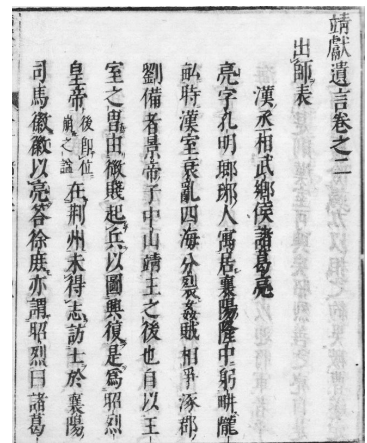 靖獻遺言卷之二
出師表
漢丞相武鄉侯諸葛亮
亮字孔明瑯琊人寓居襄陽隆中躬畊隴
畝時漢室衰亂四海分裂姦賊相爭涿郡
劉備者景帝子中山靖王之後也自以王
室之胄由微賤起兵以圖興復是爲昭烈
皇帝後卽位崩之諡在荆州未得志訪士於襄陽
司馬徽徽以亮答徐庶亦謂昭烈曰諸葛